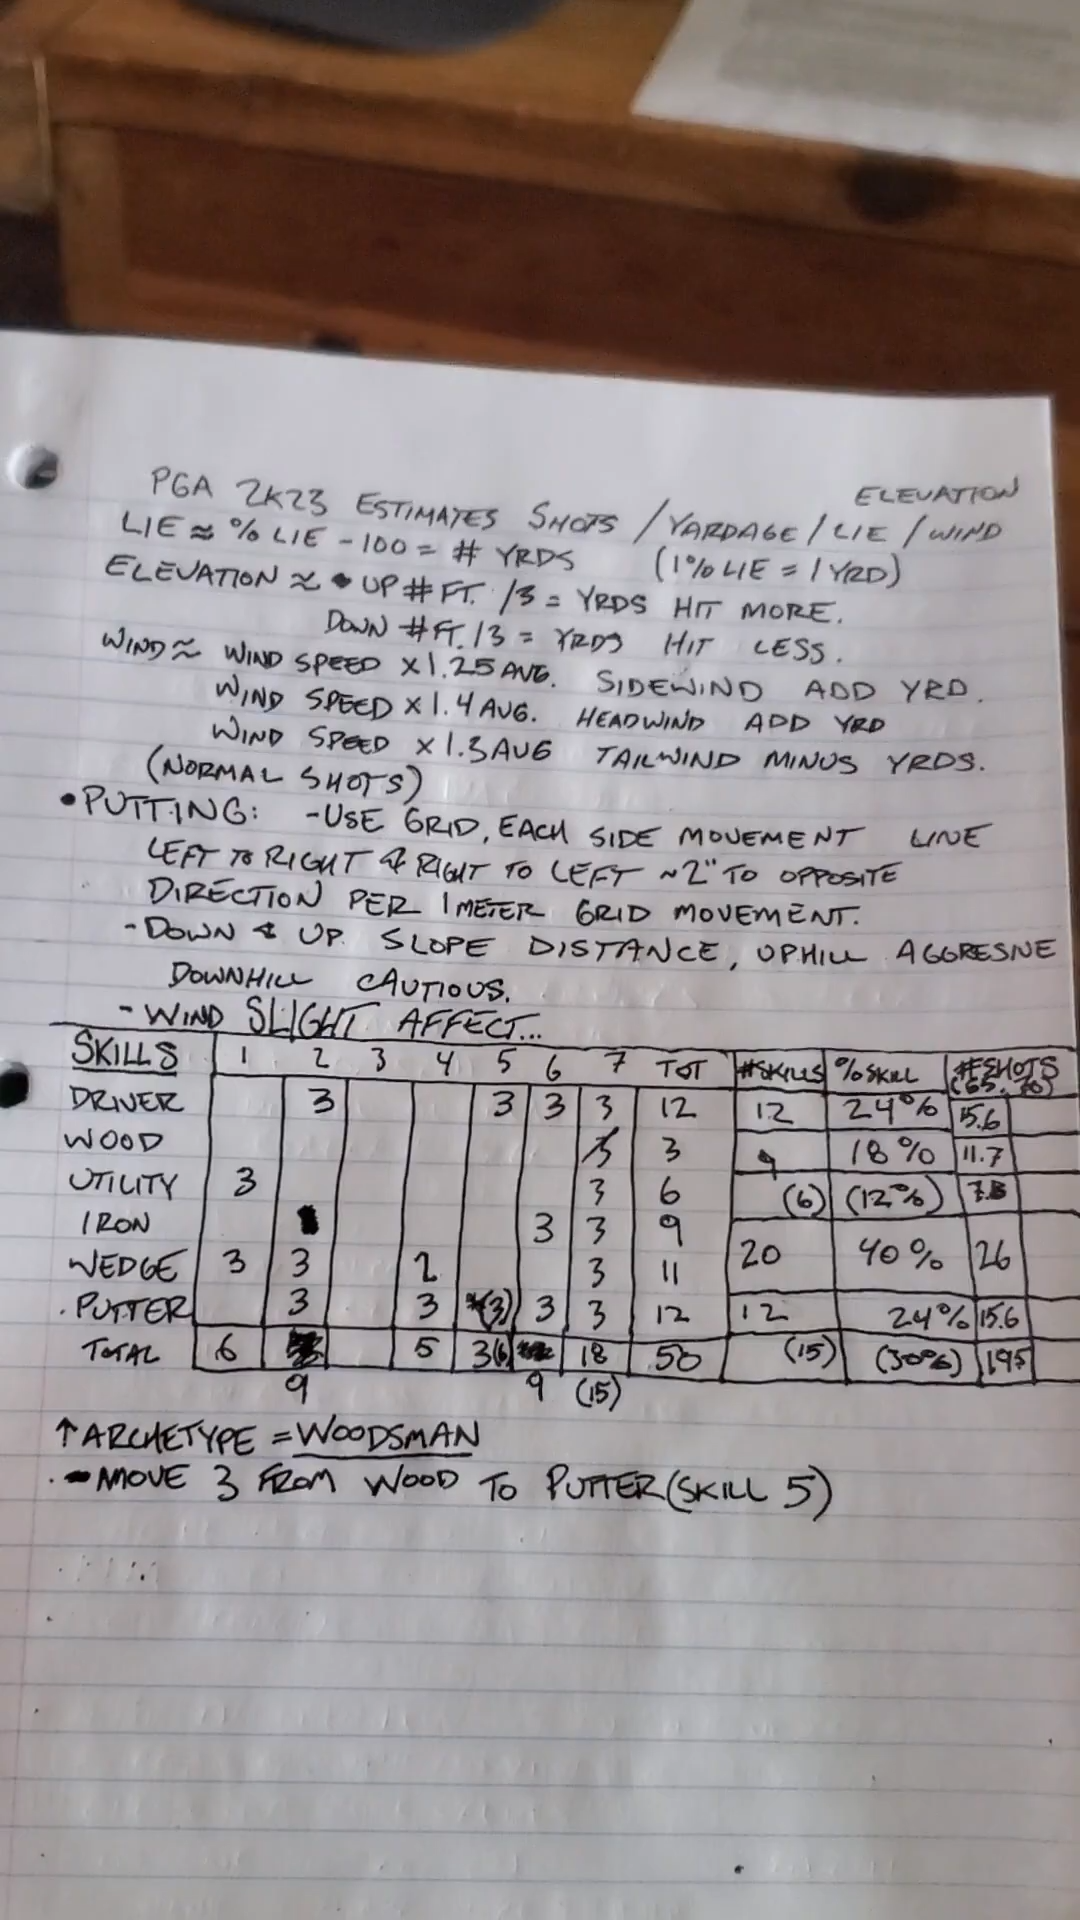 ELEVATION
PGA 2K23 ESTIMATES SHOTS / YARDAGE / LIE / WIND
LIE ≈ % LIE - 100 = # YRDS (1% LIE = 1 YRD)
ELEVATION ≈ • UP # FT. /3 = YRDS HIT MORE.
DOWN # FT. /3 = YRDS HIT LESS.
WIND ≈ WIND SPEED X 1.25 AVG. SIDEWIND ADD YRD.
WIND SPEED X 1.4 AVG. HEADWIND ADD YRD
WIND SPEED X 1.3 AVG TAILWIND MINUS YRDS.
(NORMAL SHOTS)
• PUTTING: - USE GRID, EACH SIDE MOVEMENT LINE
LEFT TO RIGHT & RIGHT TO LEFT ~2" TO OPPOSITE
DIRECTION PER 1 METER GRID MOVEMENT.
- DOWN & UP SLOPE DISTANCE, UPHILL AGGRESIVE
DOWNHILL CAUTIOUS.
- WIND SLIGHT AFFECT...
SKILLS 1 2 3 4 5 6 7 TOT #SKILLS % SKILL #SHOTS
DRIVER 3 3 3 3 12 12 24% 15.6
WOOD 3 3 9 18% 11.7
UTILITY 3 3 6 (6) (12%) 7.8
IRON 3 3 9
WEDGE 3 3 2 3 11 20 40% 26
• PUTTER 3 3 (3) 3 3 12 12 24% 15.6
TOTAL 6 5 3(6) 18 50 (15) (30%) 19.5
9 9 (15)
↑ ARCHETYPE = WOODSMAN
• MOVE 3 FROM WOOD TO PUTTER (SKILL 5)